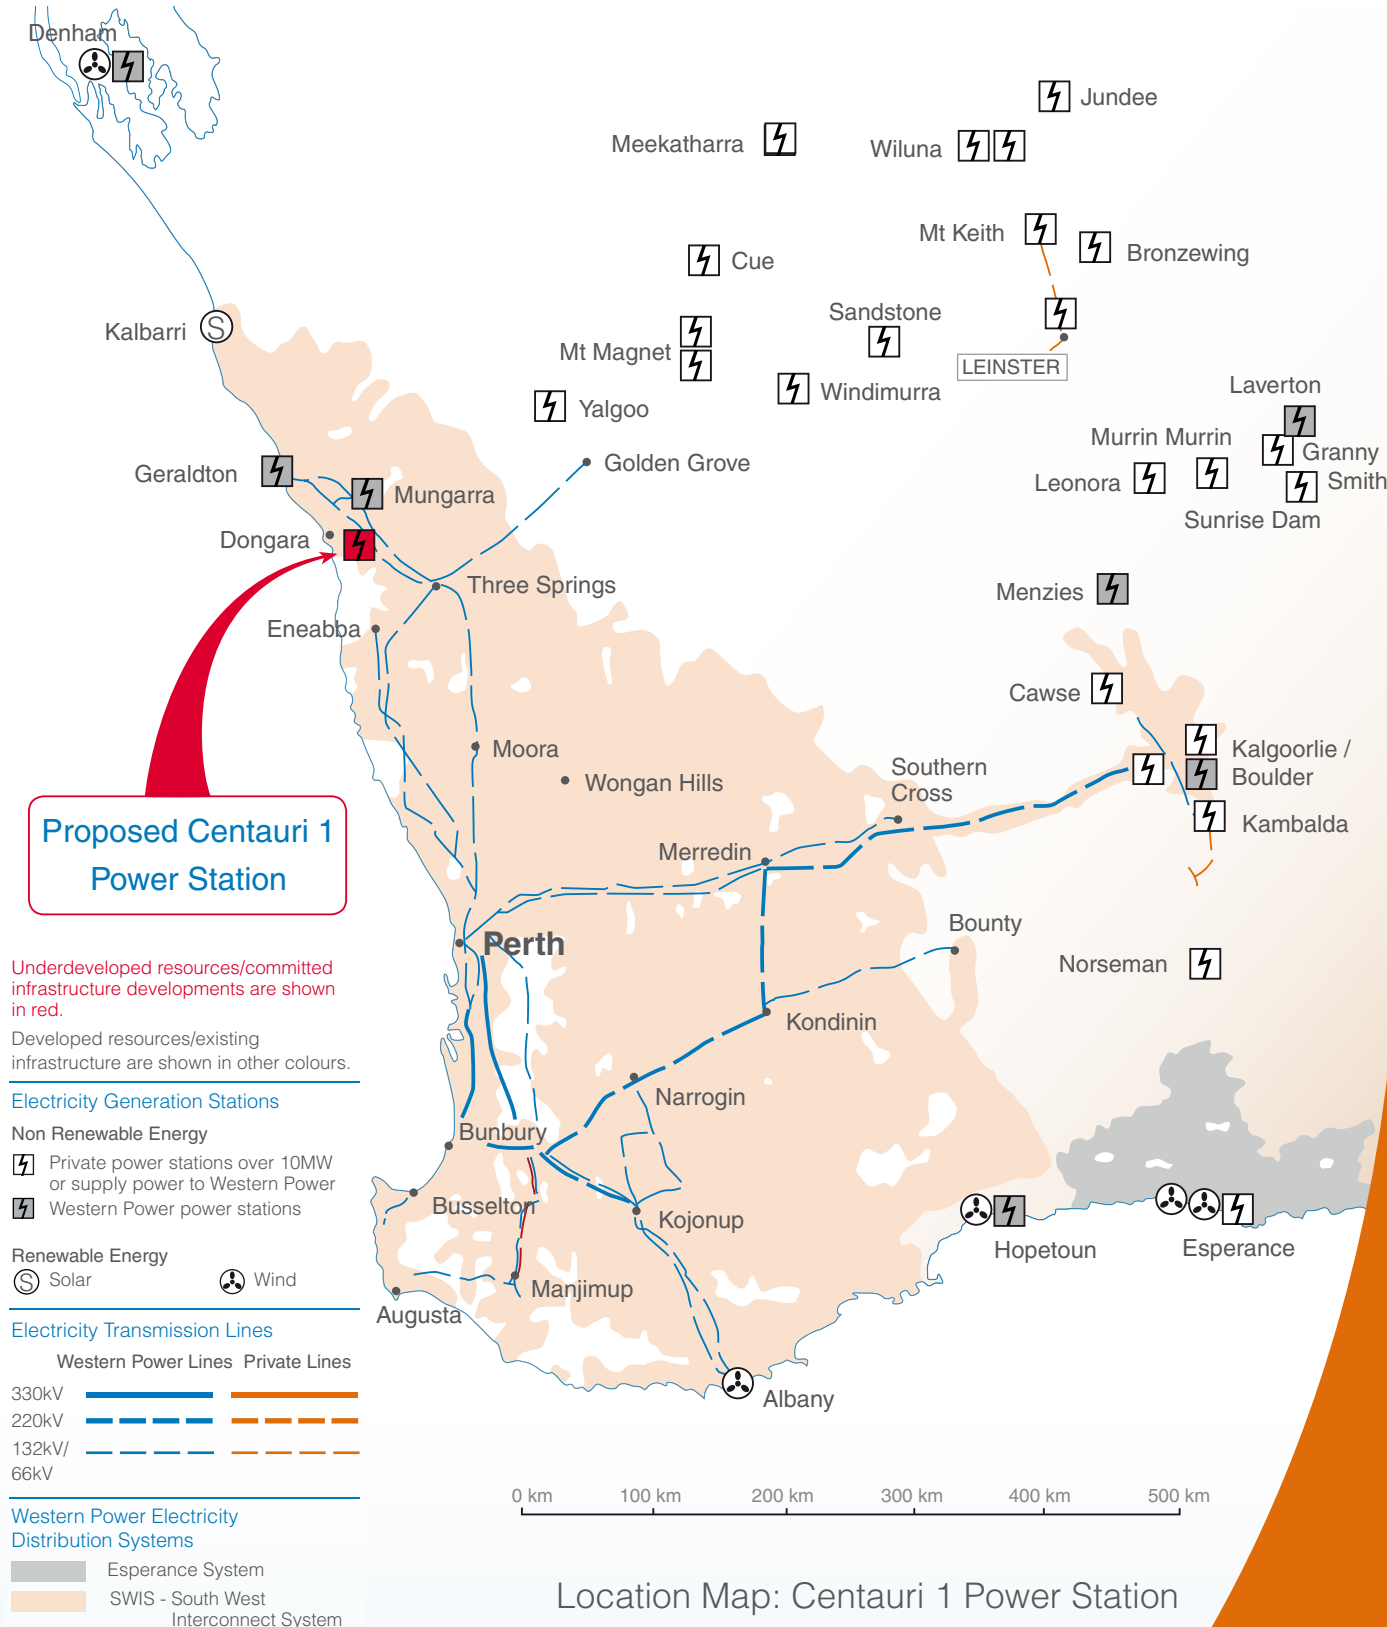 Denham
Jundee
Meekatharra
Wiluna
Mt Keith
Bronzewing
Cue
Sandstone
Kalbarri
S
Mt Magnet
LEINSTER
Windimurra
Laverton
Yalgoo
Murrin Murrin
Granny
Smith
Golden Grove
Geraldton
Leonora
Mungarra
Sunrise Dam
Dongara
Three Springs
Menzies
Eneabba
Cawse
Moora
Kalgoorlie /
Boulder
Wongan Hills
Southern
Cross
Kambalda
Proposed Centauri 1
Power Station
Merredin
Bounty
Perth
Norseman
Kondinin
Narrogin
Bunbury
Busselton
Kojonup
Hopetoun
Esperance
Manjimup
Augusta
Albany
Underdeveloped resources/committed
infrastructure developments are shown
in red.
Developed resources/existing
infrastructure are shown in other colours.
Electricity Generation Stations
Non Renewable Energy
Private power stations over 10MW
or supply power to Western Power
Western Power power stations
Renewable Energy
S Solar
Wind
Electricity Transmission Lines
Western Power Lines Private Lines
330kV
220kV
132kV/
66kV
Western Power Electricity
Distribution Systems
Esperance System
SWIS - South West
Interconnect System
0 km 100 km 200 km 300 km 400 km 500 km
Location Map: Centauri 1 Power Station